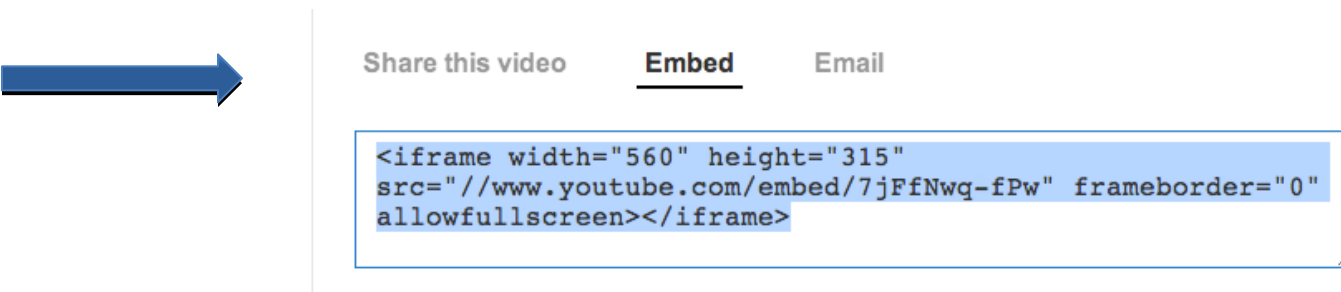 Share this video Embed Email
<iframe width="560" height="315"
src="//www.youtube.com/embed/7jFfNwq-fPw" frameborder="0"
allowfullscreen></iframe>